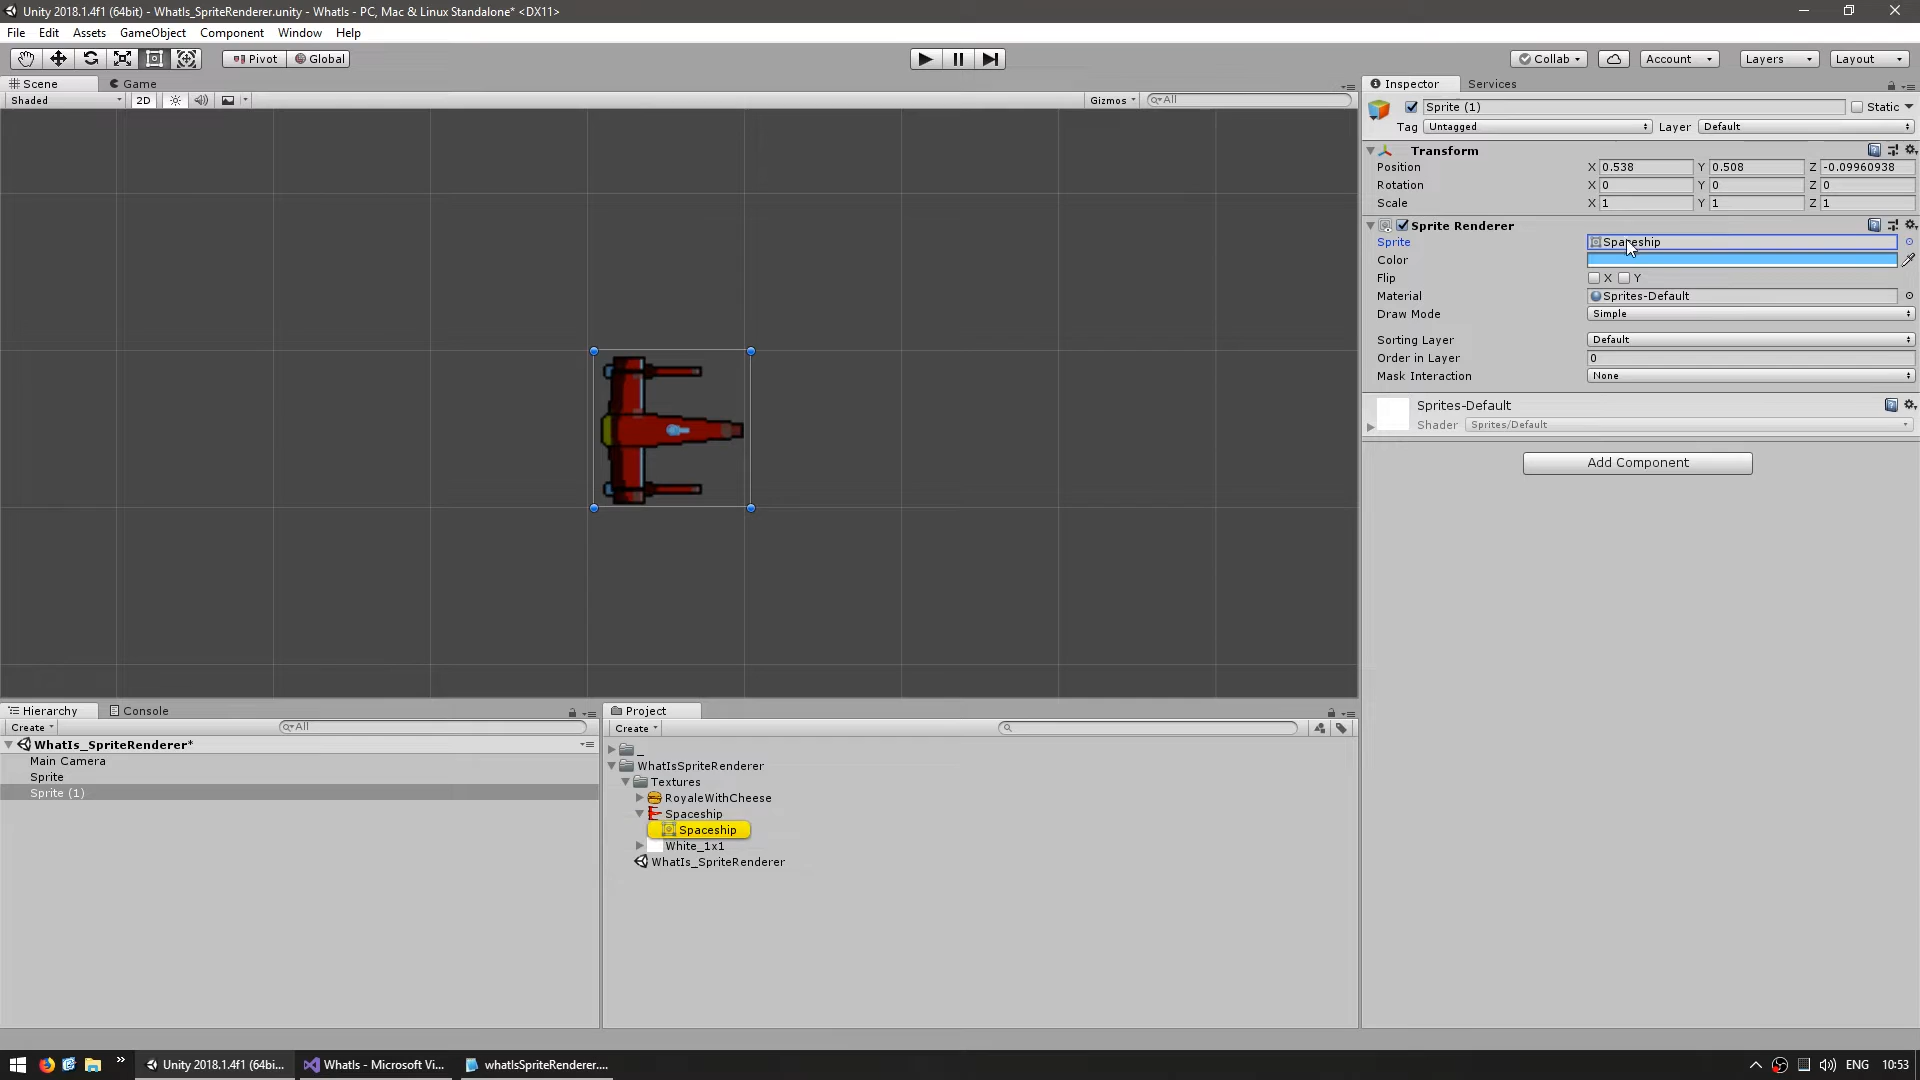 Unity 2018.1.4f1 (64bit) - WhatIs_SpriteRenderer.unity - WhatIs - PC, Mac & Linux Standalone* <DX11>
File Edit Assets GameObject Component Window Help
Pivot Global Collab Account Layers Layout
Scene Game
Shaded 2D Gizmos All
Inspector Services
Sprite (1) Static
Tag Untagged Layer Default
Transform
Position X 0.538 Y 0.508 Z -0.09960938
Rotation X 0 Y 0 Z 0
Scale X 1 Y 1 Z 1
Sprite Renderer
Sprite Spaceship
Color
Flip X Y
Material Sprites-Default
Draw Mode Simple
Sorting Layer Default
Order in Layer 0
Mask Interaction None
Sprites-Default
Shader Sprites/Default
Add Component
Hierarchy Console
Create All
WhatIs_SpriteRenderer*
Main Camera
Sprite
Sprite (1)
Project
Create
_
WhatIsSpriteRenderer
Textures
RoyaleWithCheese
Spaceship
Spaceship
White_1x1
WhatIs_SpriteRenderer
Unity 2018.1.4f1 (64bi... WhatIs - Microsoft Vi... whatIsSpriteRenderer.... ENG 10:53